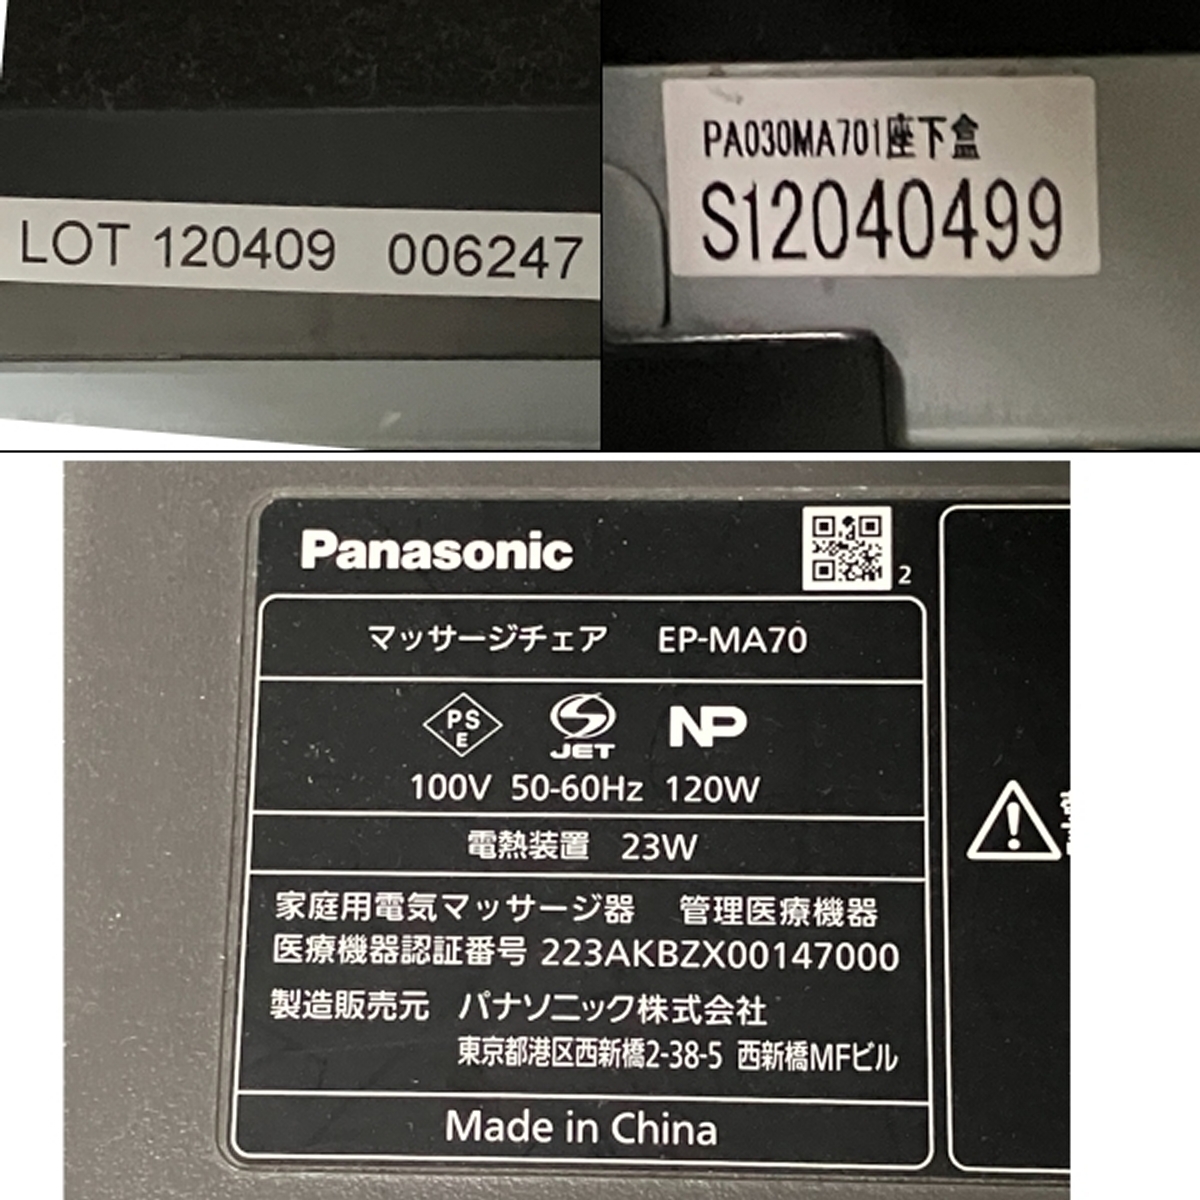 LOT 120409 006247
PA030MA701座下盒
S12040499
Panasonic
2
マッサージチェア EP-MA70
PS
E
JET
NP
100V 50-60Hz 120W
電熱装置 23W
家庭用電気マッサージ器 管理医療機器
医療機器認証番号 223AKBZX00147000
製造販売元 パナソニック株式会社
東京都港区西新橋2-38-5 西新橋MFビル
Made in China